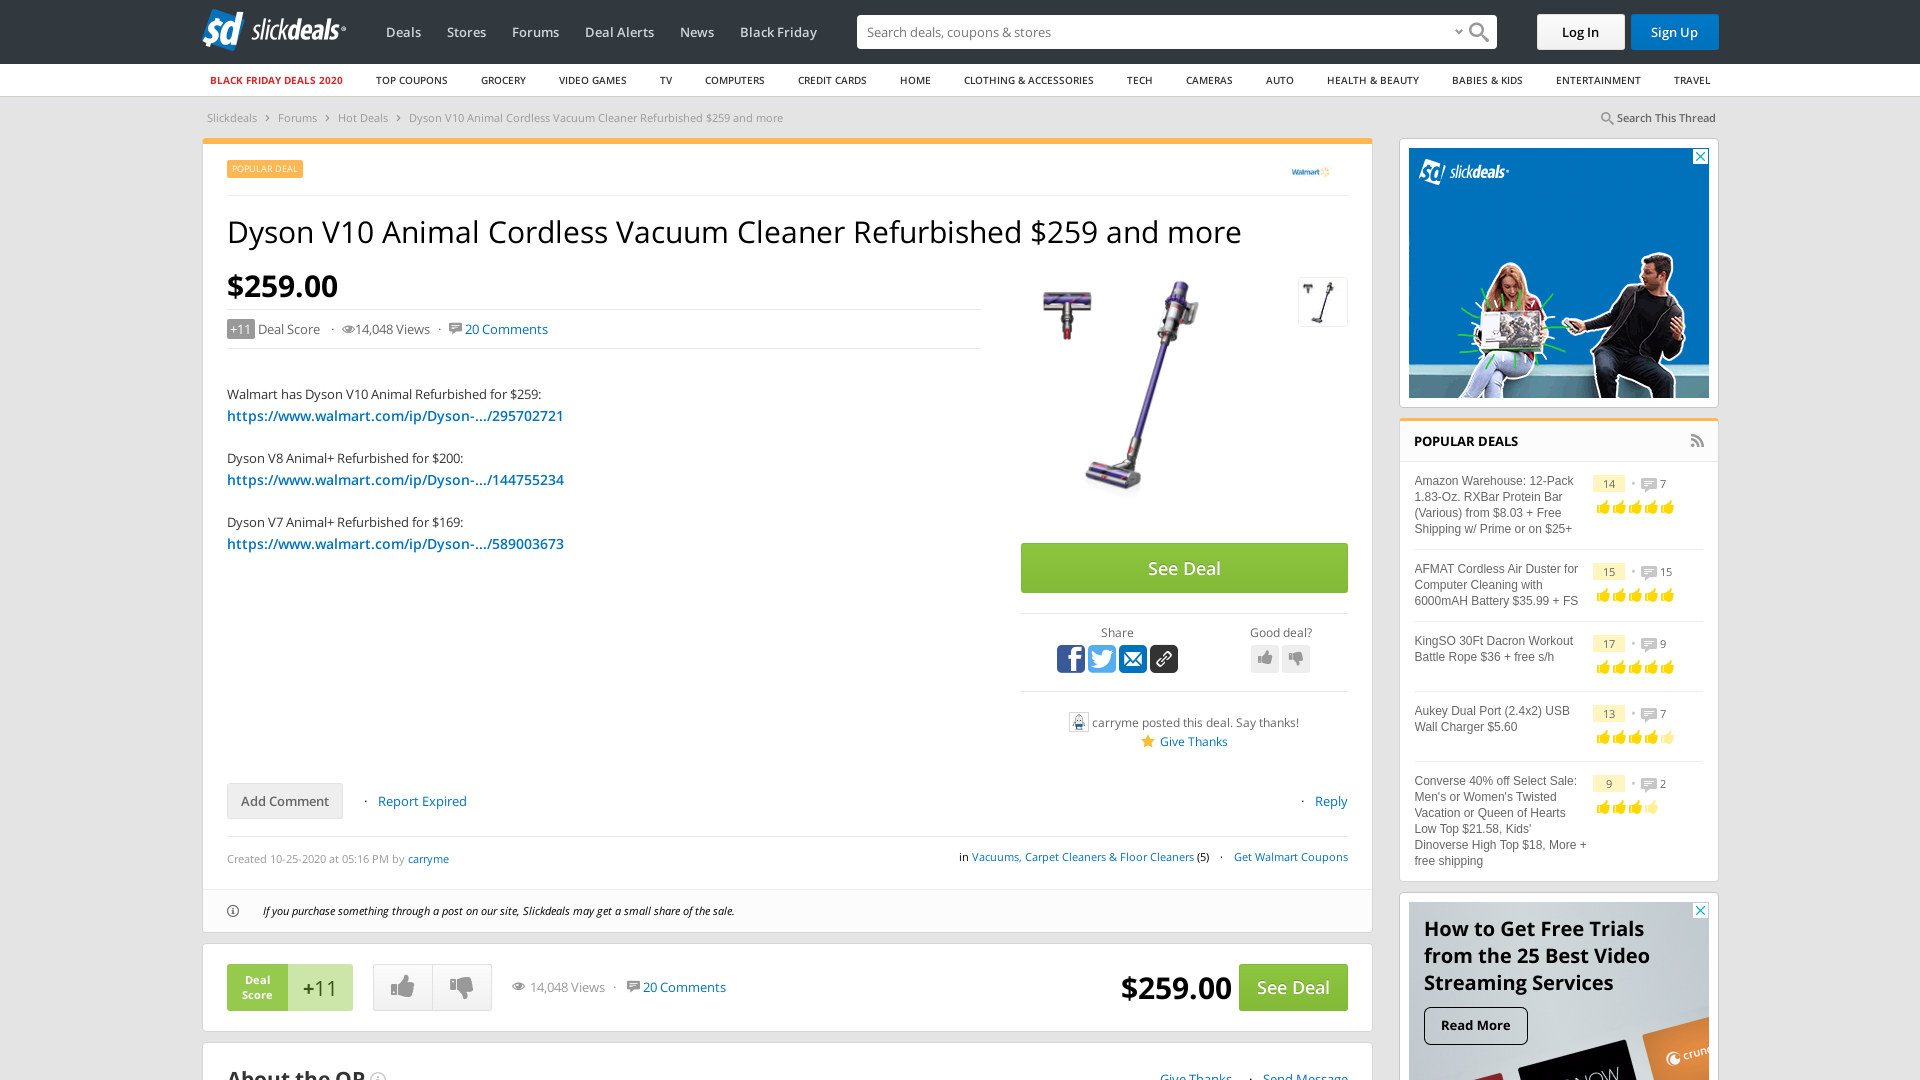 slickdeals
Deals
Stores
Forums
Deal Alerts
News
Black Friday
Search deals, coupons & stores
Log In
Sign Up
BLACK FRIDAY DEALS 2020
TOP COUPONS
GROCERY
VIDEO GAMES
TV
COMPUTERS
CREDIT CARDS
HOME
CLOTHING & ACCESSORIES
TECH
CAMERAS
AUTO
HEALTH & BEAUTY
BABIES & KIDS
ENTERTAINMENT
TRAVEL
Slickdeals > Forums > Hot Deals > Dyson V10 Animal Cordless Vacuum Cleaner Refurbished $259 and more
Search This Thread
POPULAR DEAL
Walmart
Dyson V10 Animal Cordless Vacuum Cleaner Refurbished $259 and more
$259.00
+11 Deal Score · 14,048 Views · 20 Comments
Walmart has Dyson V10 Animal Refurbished for $259:
https://www.walmart.com/ip/Dyson-.../295702721
Dyson V8 Animal+ Refurbished for $200:
https://www.walmart.com/ip/Dyson-.../144755234
Dyson V7 Animal+ Refurbished for $169:
https://www.walmart.com/ip/Dyson-.../589003673
See Deal
Share
Good deal?
carryme posted this deal. Say thanks!
Give Thanks
Add Comment
· Report Expired
· Reply
Created 10-25-2020 at 05:16 PM by carryme
in Vacuums, Carpet Cleaners & Floor Cleaners (5) · Get Walmart Coupons
If you purchase something through a post on our site, Slickdeals may get a small share of the sale.
Deal
Score
+11
14,048 Views · 20 Comments
$259.00
See Deal
About the OP
Give Thanks · Send Message
sd slickdeals
POPULAR DEALS
Amazon Warehouse: 12-Pack
1.83-Oz. RXBar Protein Bar
(Various) from $8.03 + Free
Shipping w/ Prime or on $25+
14 • 7
AFMAT Cordless Air Duster for
Computer Cleaning with
6000mAH Battery $35.99 + FS
15 • 15
KingSO 30Ft Dacron Workout
Battle Rope $36 + free s/h
17 • 9
Aukey Dual Port (2.4x2) USB
Wall Charger $5.60
13 • 7
Converse 40% off Select Sale:
Men's or Women's Twisted
Vacation or Queen of Hearts
Low Top $21.58, Kids'
Dinoverse High Top $18, More +
free shipping
9 • 2
How to Get Free Trials
from the 25 Best Video
Streaming Services
Read More